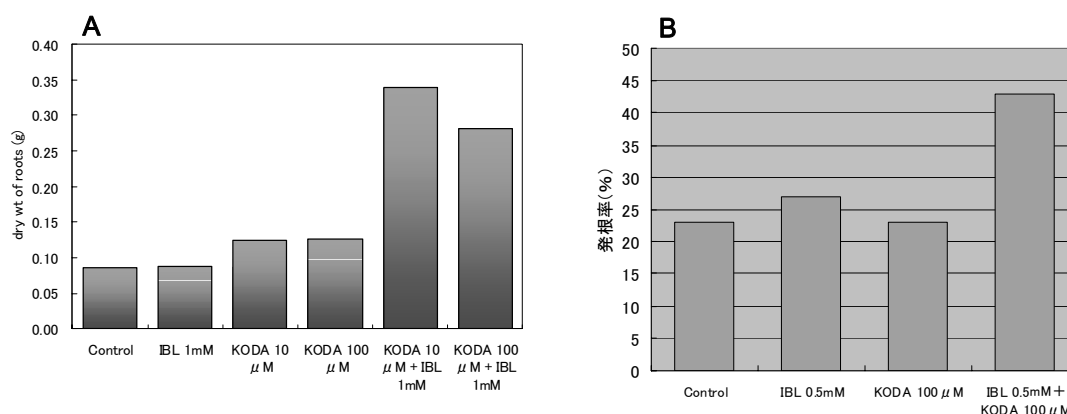 A
0.40
0.35
0.30
0.25
0.20
0.15
0.10
0.05
0.00
dry wt of roots (g)
Control
IBL 1mM
KODA 10
μM
KODA 100
μM
KODA 10
μM + IBL
1mM
KODA 100
μM + IBL
1mM
B
50
45
40
35
30
25
20
15
10
5
0
発根率(%)
Control
IBL 0.5mM
KODA 100 μM
IBL 0.5mM+
KODA 100 μM